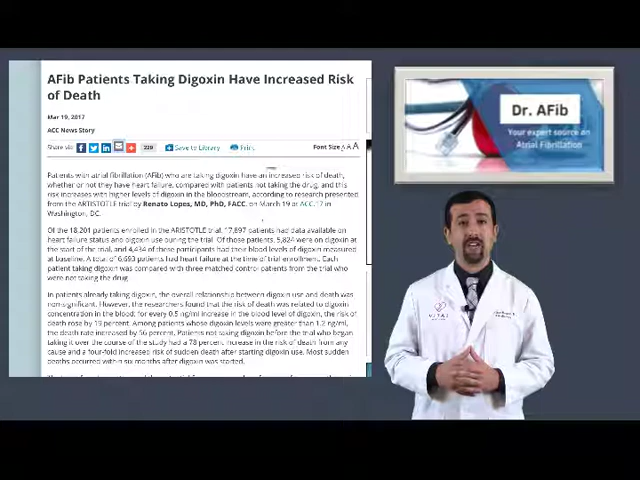 AFib Patients Taking Digoxin Have Increased Risk
of Death
Mar 19, 2017
ACC News Story
Share via:
Save to Library
Print
Font Size A A A
Patients with atrial fibrillation (AFib) who are taking digoxin have an increased risk of death,
whether or not they have heart failure, compared with patients not taking the drug, and this
risk increases with higher levels of digoxin in the bloodstream, according to research presented
from the ARISTOTLE trial by Renato Lopes, MD, PhD, FACC, on March 19 at ACC.17 in
Washington, DC.
Of the 18,201 patients enrolled in the ARISTOLE trial, 17,897 patients had data available on
heart failure status and digoxin use during the trial. Of those patients, 5,824 were on digoxin
at the start of the trial, and 4,434 of these participants had their blood levels of digoxin measured
at baseline. A total of 6,693 patients had heart failure at the time of trial enrollment. Each
patient taking digoxin was compared with three matched control patients from the trial who
were not taking the drug.
In patients already taking digoxin, the overall relationship between digoxin use and death was
non-significant. However, the researchers found that the risk of death was related to digoxin
concentration in the blood: for every 0.5 ng/ml increase in the blood level of digoxin, the risk of
death rose by 19 percent. Among patients whose digoxin levels were greater than 1.2 ng/ml,
the death rate increased by 56 percent. Patients not taking digoxin before the trial who began
taking it over the course of the study had a 78 percent increase in the risk of death from any
cause and a four-fold increased risk of sudden death after starting digoxin use. Most sudden
deaths occurred within six months after digoxin was started.
Dr. AFib
Your expert source on
Atrial Fibrillation
VITAL